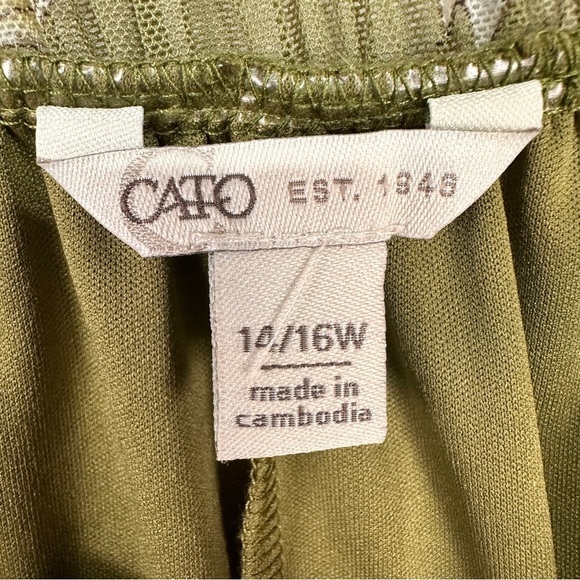 CATO EST. 1946
14/16W
made in
cambodia